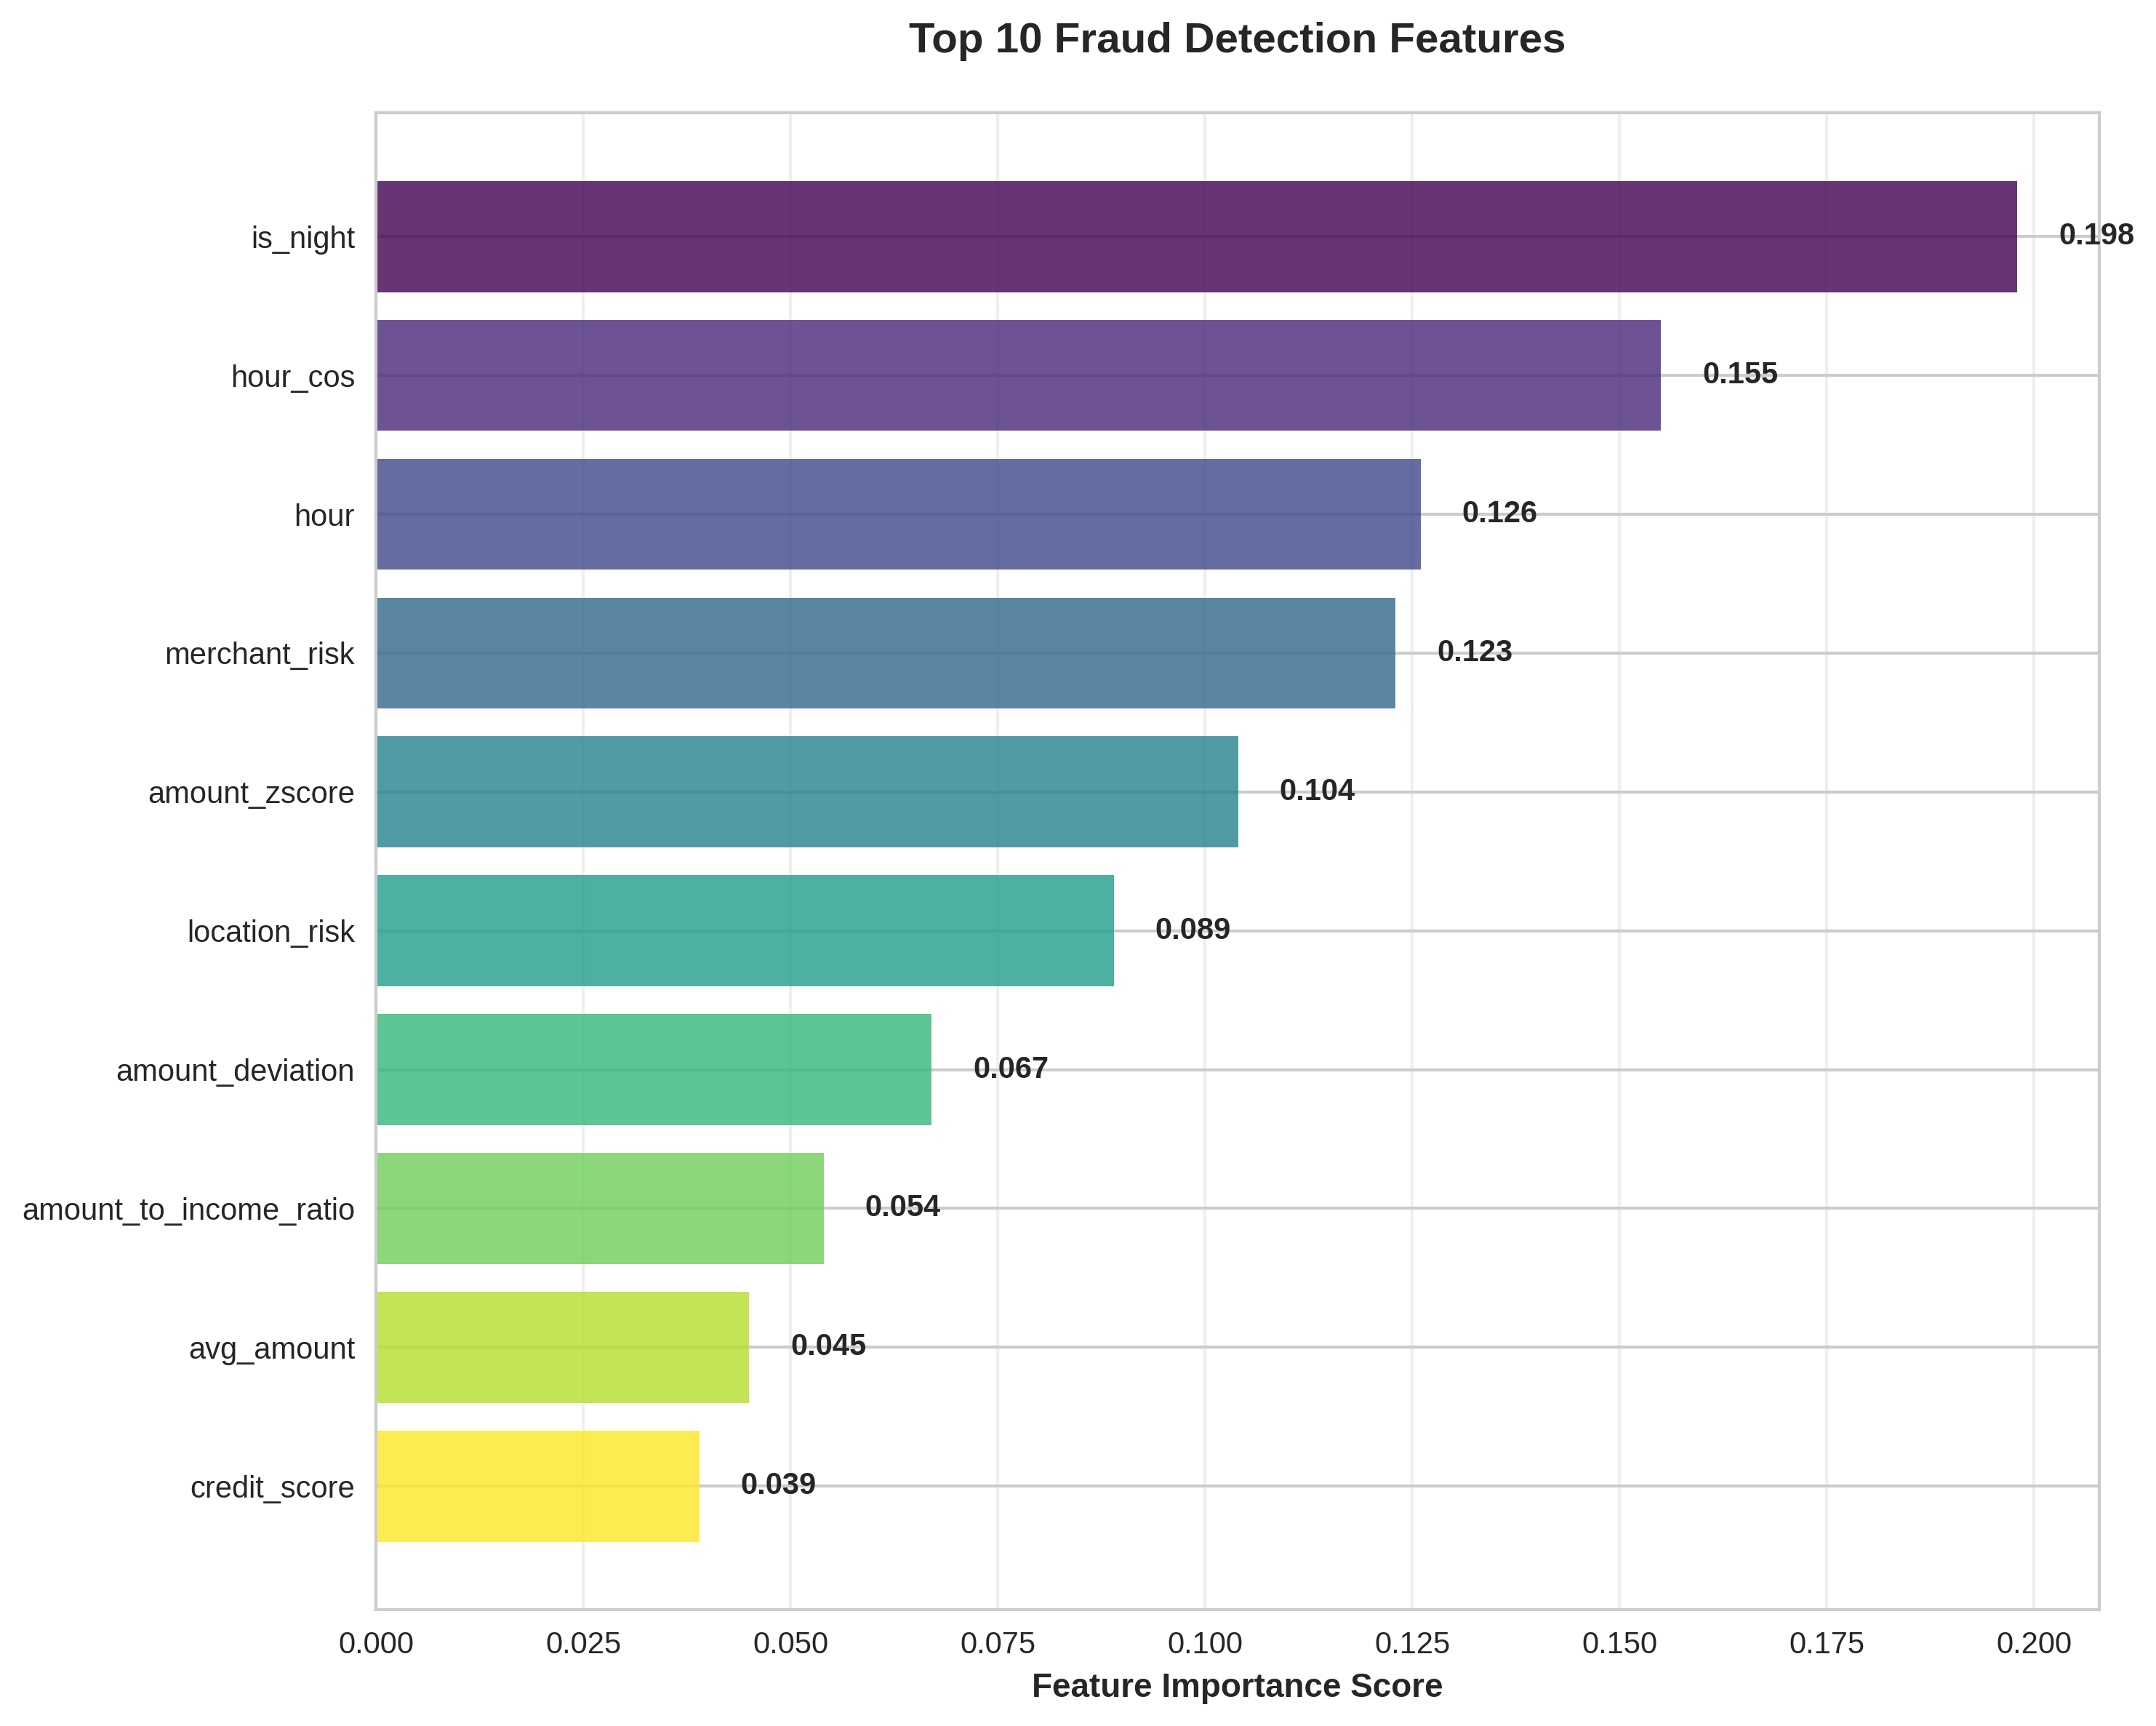 Top 10 Fraud Detection Features
is_night 0.198
hour_cos 0.155
hour 0.126
merchant_risk 0.123
amount_zscore 0.104
location_risk 0.089
amount_deviation 0.067
amount_to_income_ratio 0.054
avg_amount 0.045
credit_score 0.039
0.000 0.025 0.050 0.075 0.100 0.125 0.150 0.175 0.200
Feature Importance Score